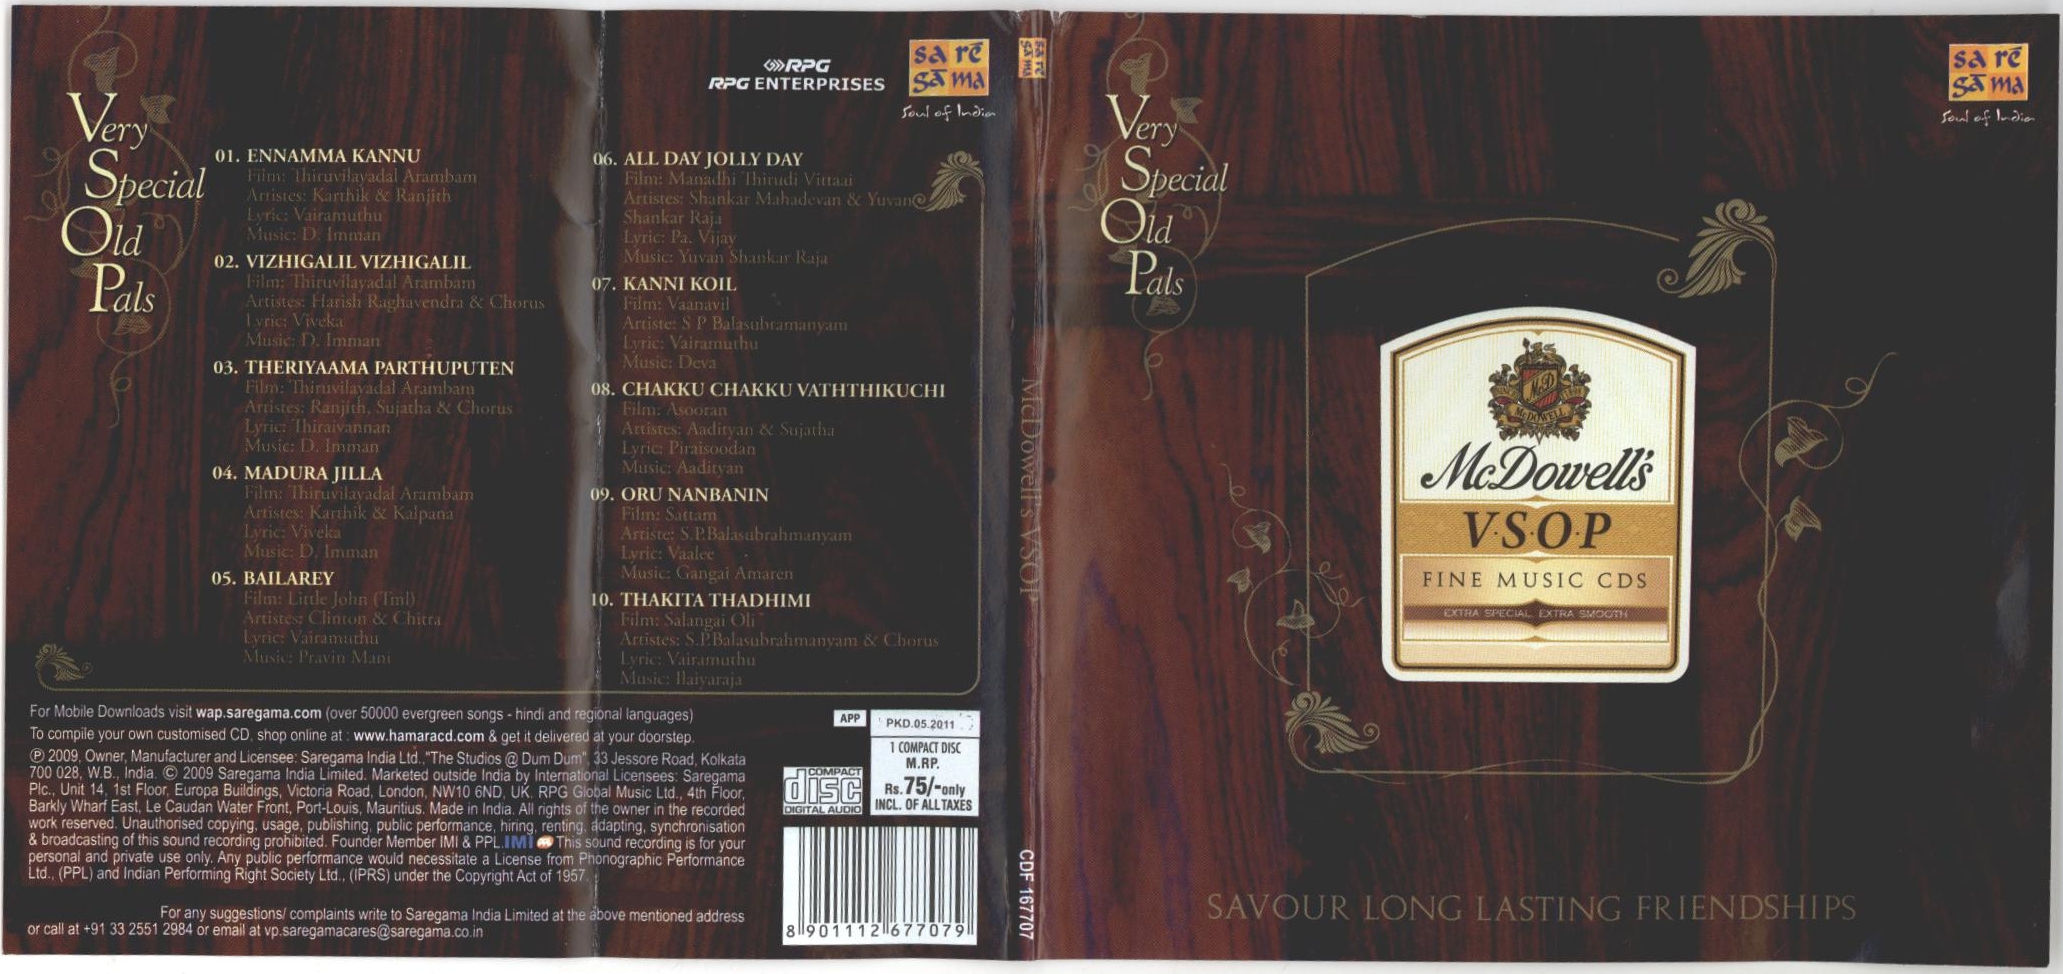 Very
Special
Old
Pals
RPG
RPG ENTERPRISES
sa rē
gā ma
Soul of India
01. ENNAMMA KANNU
Film: Thiruvilayadal Arambam
Artistes: Karthik & Ranjith
Lyric: Vairamuthu
Music: D. Imman
02. VIZHIGALIL VIZHIGALIL
Film: Thiruvilayadal Arambam
Artistes: Harish Raghavendra & Chorus
Lyric: Viveka
Music: D. Imman
03. THERIYAAMA PARTHUPUTEN
Film: Thiruvilayadal Arambam
Artistes: Ranjith, Sujatha & Chorus
Lyric: Thiraivannan
Music: D. Imman
04. MADURA JILLA
Film: Thiruvilayadal Arambam
Artistes: Karthik & Kalpana
Lyric: Viveka
Music: D. Imman
05. BAILAREY
Film: Little John (Tml)
Artistes: Clinton & Chitra
Lyric: Vairamuthu
Music: Pravin Mani
06. ALL DAY JOLLY DAY
Film: Manadhi Thirudi Vittaai
Artistes: Shankar Mahadevan & Yuvan
Shankar Raja
Lyric: Pa. Vijay
Music: Yuvan Shankar Raja
07. KANNI KOIL
Film: Vaanavil
Artiste: S P Balasubramanyam
Lyric: Vairamuthu
Music: Deva
08. CHAKKU CHAKKU VATHTHIKUCHI
Film: Asooran
Artistes: Aadityan & Sujatha
Lyric: Piraisoodan
Music: Aadityan
09. ORU NANBANIN
Film: Sattam
Artiste: S.P.Balasubrahmanyam
Lyric: Vaalee
Music: Gangai Amaren
10. THAKITA THADHIMI
Film: Salangai Oli
Artistes: S.P.Balasubrahmanyam & Chorus
Lyric: Vairamuthu
Music: Ilaiyaraja
For Mobile Downloads visit wap.saregama.com (over 50000 evergreen songs - hindi and regional languages)
To compile your own customised CD, shop online at : www.hamaracd.com & get it delivered at your doorstep.
℗ 2009, Owner, Manufacturer and Licensee: Saregama India Ltd.,"The Studios @ Dum Dum", 33 Jessore Road, Kolkata
700 028, W.B., India. © 2009 Saregama India Limited. Marketed outside India by International Licensees: Saregama
Plc., Unit 14, 1st Floor, Europa Buildings, Victoria Road, London, NW10 6ND, UK. RPG Global Music Ltd., 4th Floor,
Barkly Wharf East, Le Caudan Water Front, Port-Louis, Mauritius. Made in India. All rights of the owner in the recorded
work reserved. Unauthorised copying, usage, publishing, public performance, hiring, renting, adapting, synchronisation
& broadcasting of this sound recording prohibited. Founder Member IMI & PPL. IMI This sound recording is for your
personal and private use only. Any public performance would necessitate a License from Phonographic Performance
Ltd., (PPL) and Indian Performing Right Society Ltd., (IPRS) under the Copyright Act of 1957.
For any suggestions/ complaints write to Saregama India Limited at the above mentioned address
or call at +91 33 2551 2984 or email at vp.saregamacares@saregama.co.in
APP
PKD.05.2011
1 COMPACT DISC
M.R.P.
Rs.75/-only
INCL. OF ALL TAXES
COMPACT
disc
DIGITAL AUDIO
8 901112 677079
sa rē
gā ma
McDowell's VSOP
CDF 167707
Very
Special
Old
Pals
sa rē
gā ma
Soul of India
McD
McDOWELL
McDowell's
V.S.O.P
FINE MUSIC CDS
EXTRA SPECIAL. EXTRA SMOOTH
SAVOUR LONG LASTING FRIENDSHIPS